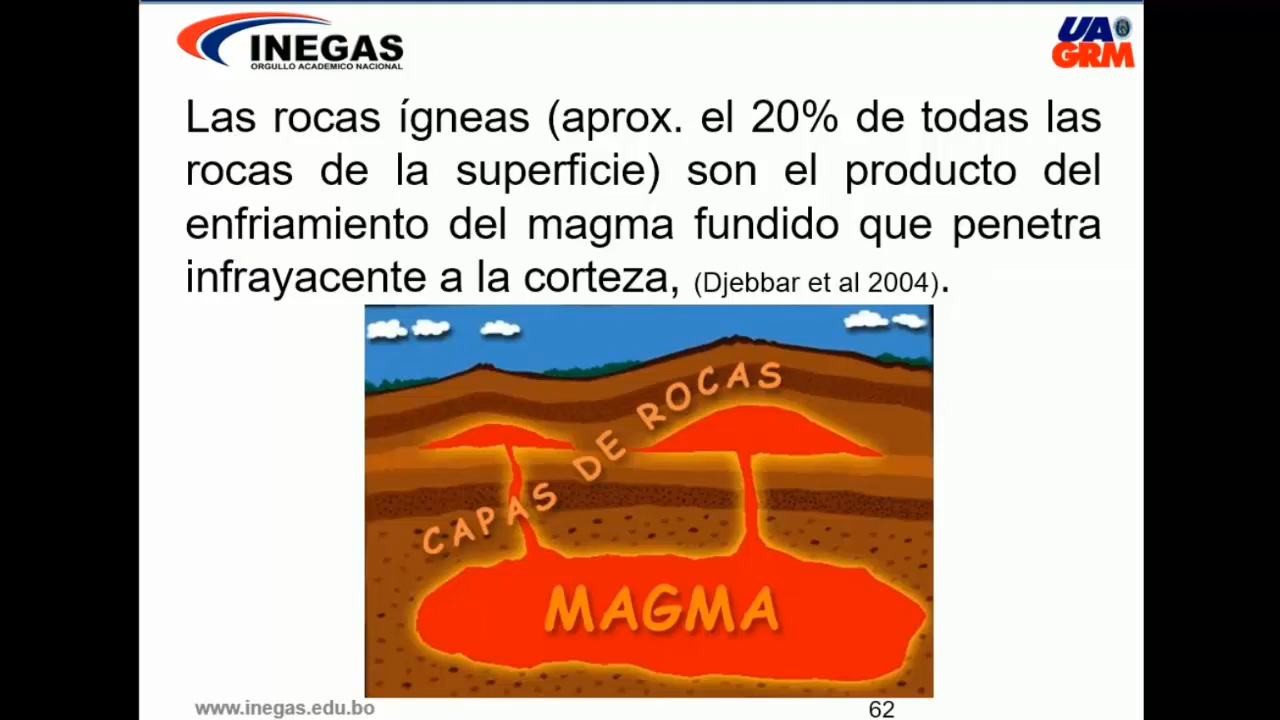 INEGAS
ORGULLO ACADEMICO NACIONAL
UA
GRM
Las rocas ígneas (aprox. el 20% de todas las
rocas de la superficie) son el producto del
enfriamiento del magma fundido que penetra
infrayacente a la corteza, (Djebbar et al 2004).
CAPAS DE ROCAS
MAGMA
www.inegas.edu.bo
62